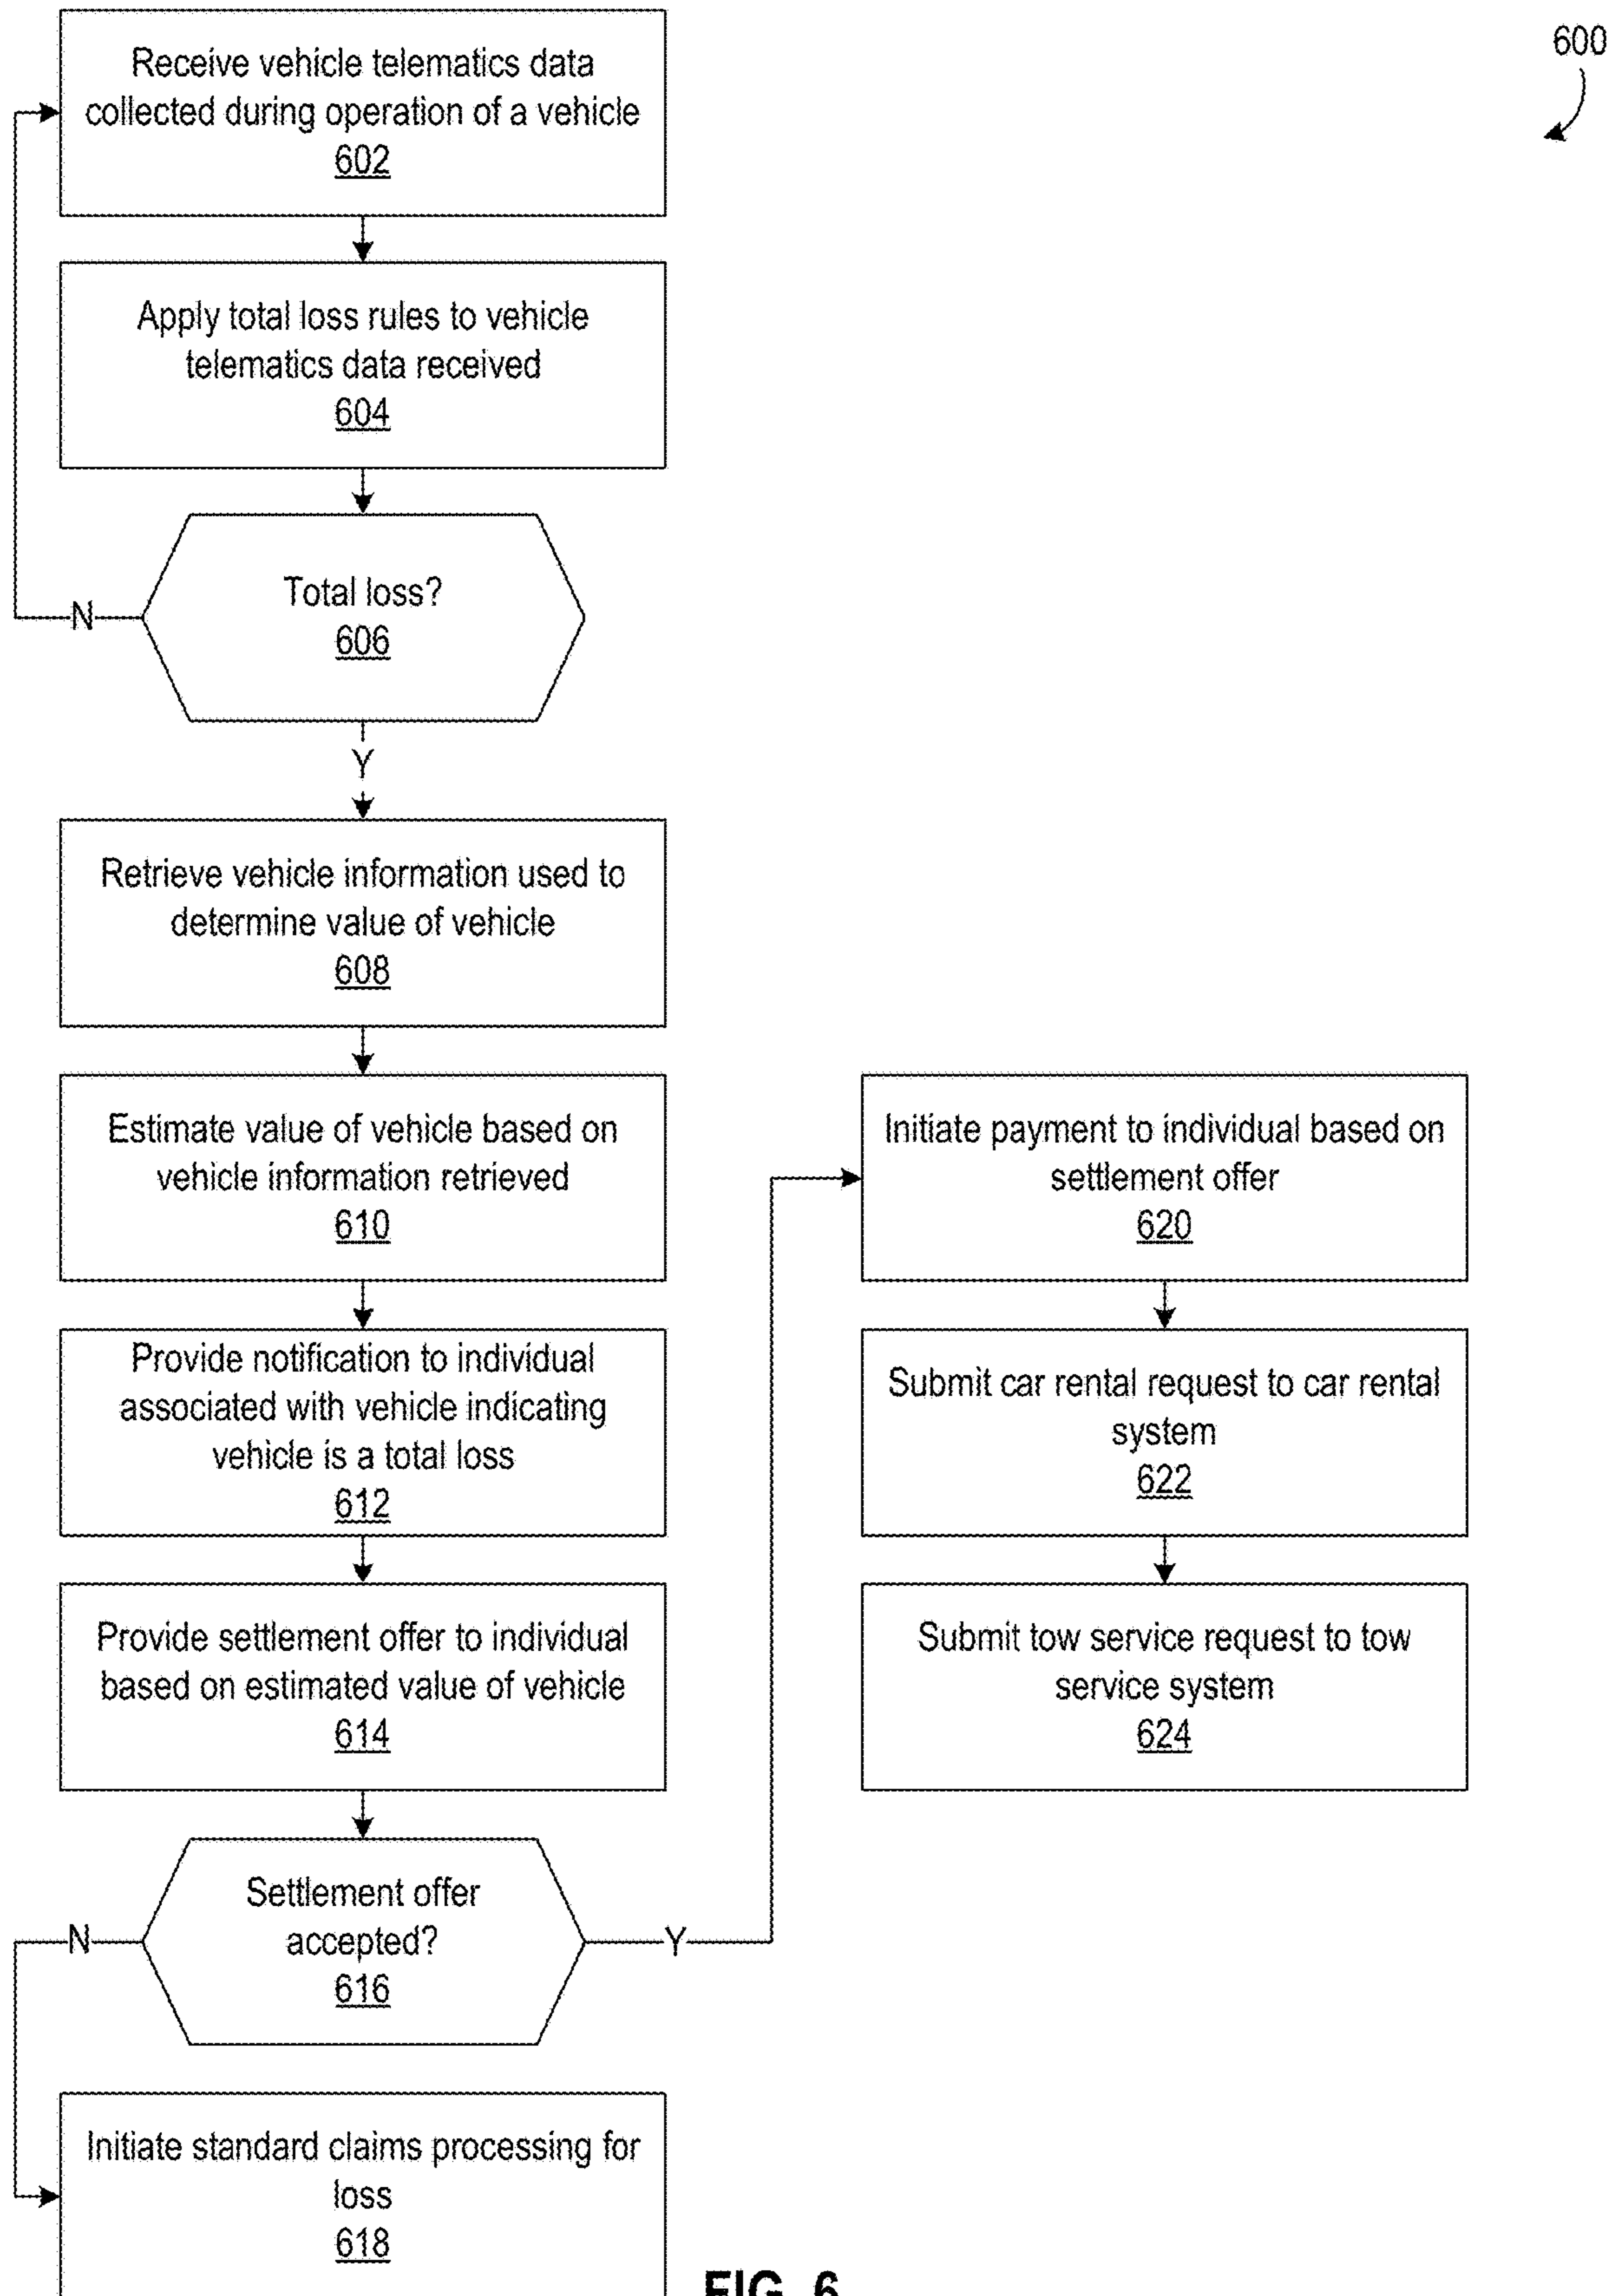 600
Receive vehicle telematics data
collected during operation of a vehicle
602
Apply total loss rules to vehicle
telematics data received
604
Total loss?
606
N
Y
Retrieve vehicle information used to
determine value of vehicle
608
Estimate value of vehicle based on
vehicle information retrieved
610
Provide notification to individual
associated with vehicle indicating
vehicle is a total loss
612
Provide settlement offer to individual
based on estimated value of vehicle
614
Settlement offer
accepted?
616
N
Y
Initiate standard claims processing for
loss
618
Initiate payment to individual based on
settlement offer
620
Submit car rental request to car rental
system
622
Submit tow service request to tow
service system
624
FIG. 6